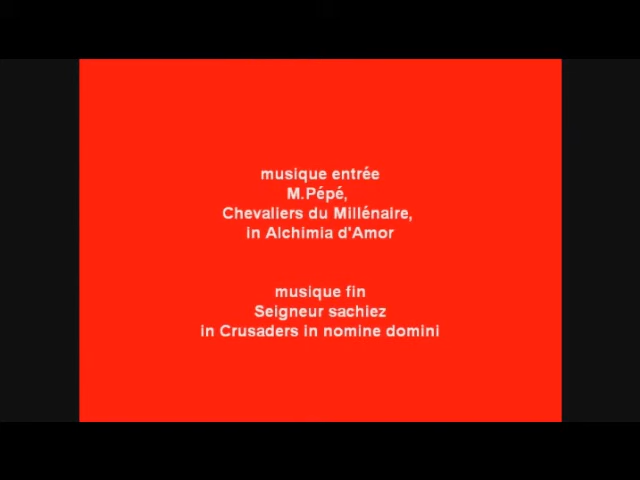 musique entrée
M.Pépé,
Chevaliers du Millénaire,
in Alchimia d'Amor
musique fin
Seigneur sachiez
in Crusaders in nomine domini